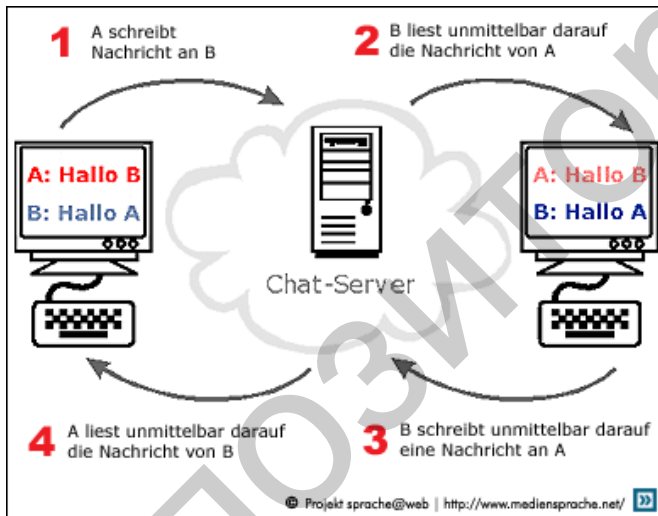 1 A schreibt
Nachricht an B
2 B liest unmittelbar darauf
die Nachricht von A
A: Hallo B
B: Hallo A
Chat-Server
A: Hallo B
B: Hallo A
4 A liest unmittelbar darauf
die Nachricht von B
3 B schreibt unmittelbar darauf
eine Nachricht an A
© Projekt sprache@web | http://www.mediensprache.net/